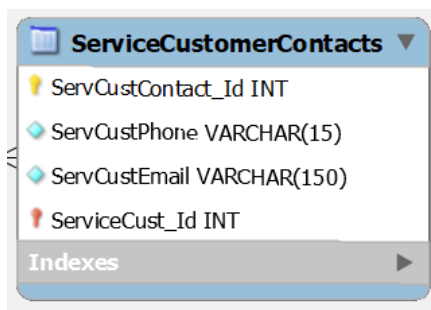 ServiceCustomerContacts
ServCustContact_Id INT
ServCustPhone VARCHAR(15)
ServCustEmail VARCHAR(150)
ServiceCust_Id INT
Indexes